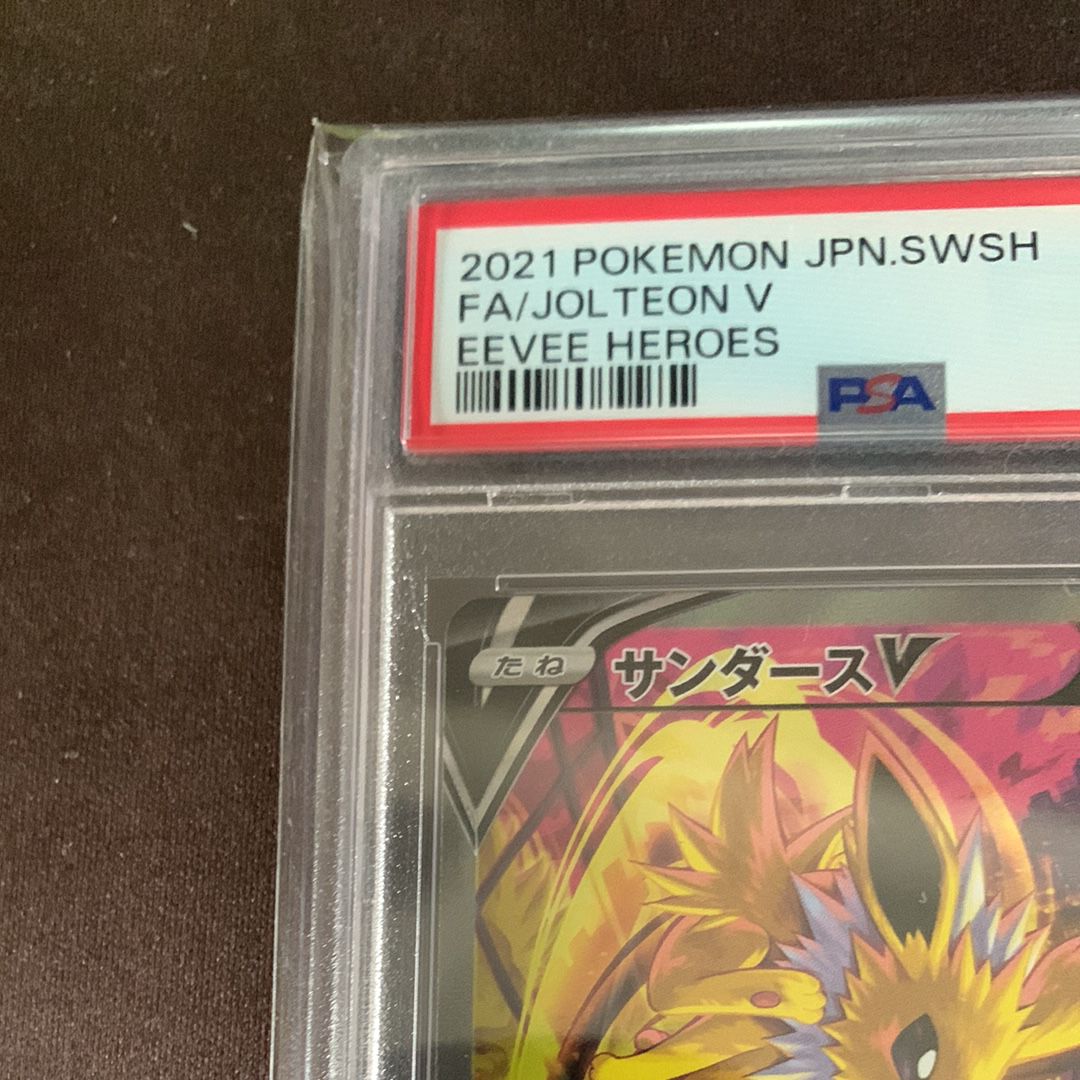 2021 POKEMON JPN.SWSH
FA/JOLTEON V
EEVEE HEROES
PSA
たね サンダースV